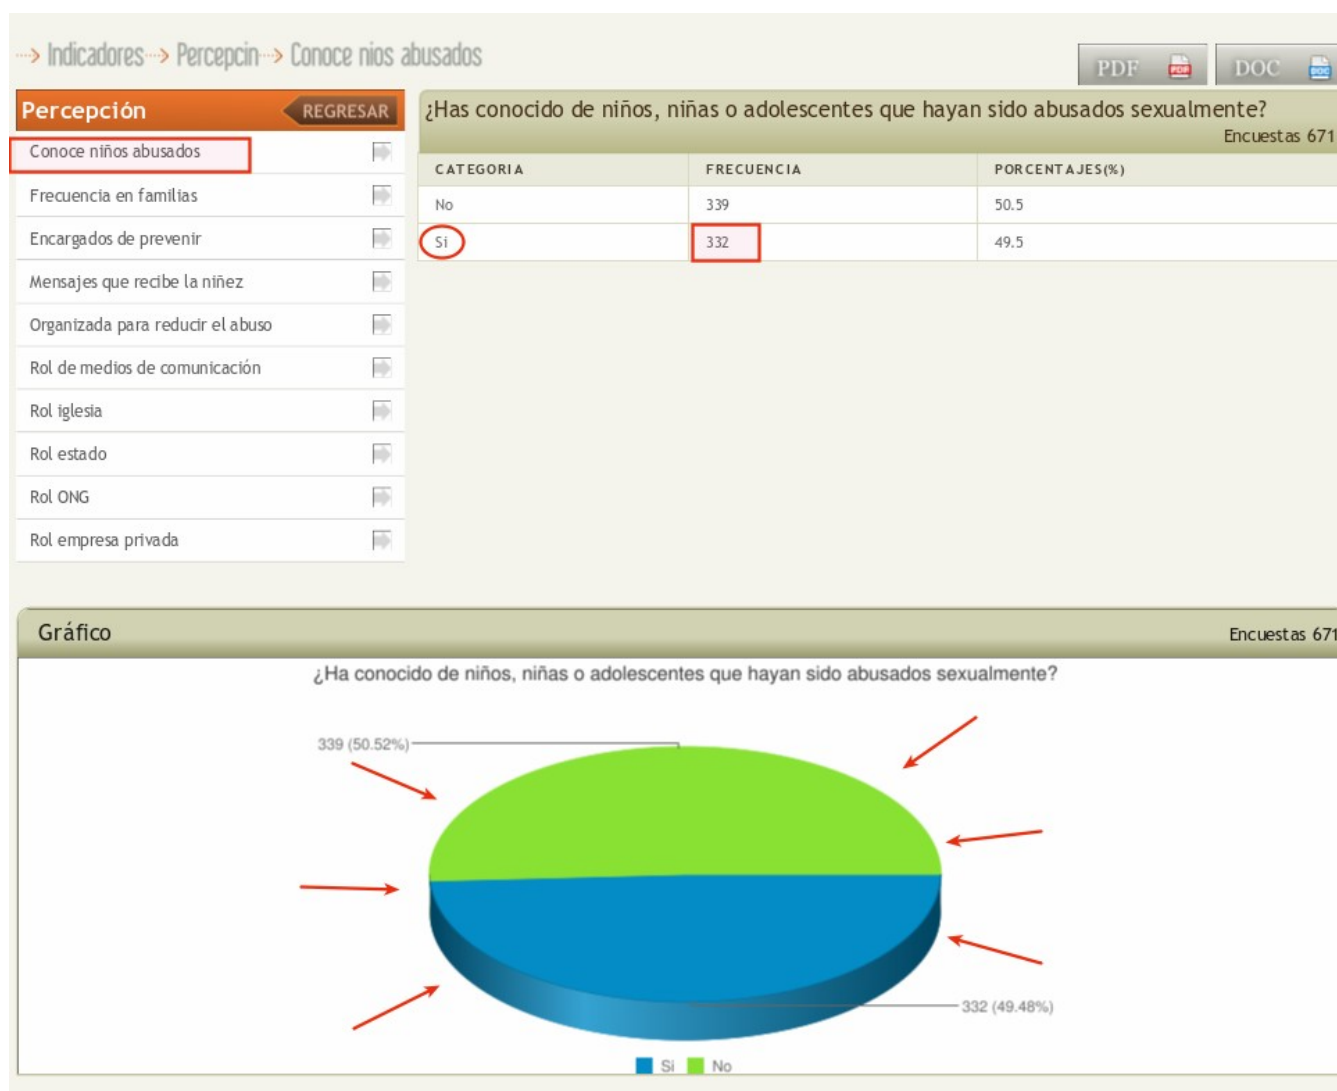 Indicadores Percepcin Conoce nios abusados
PDF PDF DOC DOC
Percepción REGRESAR
Conoce niños abusados
Frecuencia en familias
Encargados de prevenir
Mensajes que recibe la niñez
Organizada para reducir el abuso
Rol de medios de comunicación
Rol iglesia
Rol estado
Rol ONG
Rol empresa privada
¿Has conocido de niños, niñas o adolescentes que hayan sido abusados sexualmente?
Encuestas 671
CATEGORIA FRECUENCIA PORCENTAJES(%)
No 339 50.5
Si 332 49.5
Gráfico Encuestas 671
¿Ha conocido de niños, niñas o adolescentes que hayan sido abusados sexualmente?
339 (50.52%)
332 (49.48%)
Si No